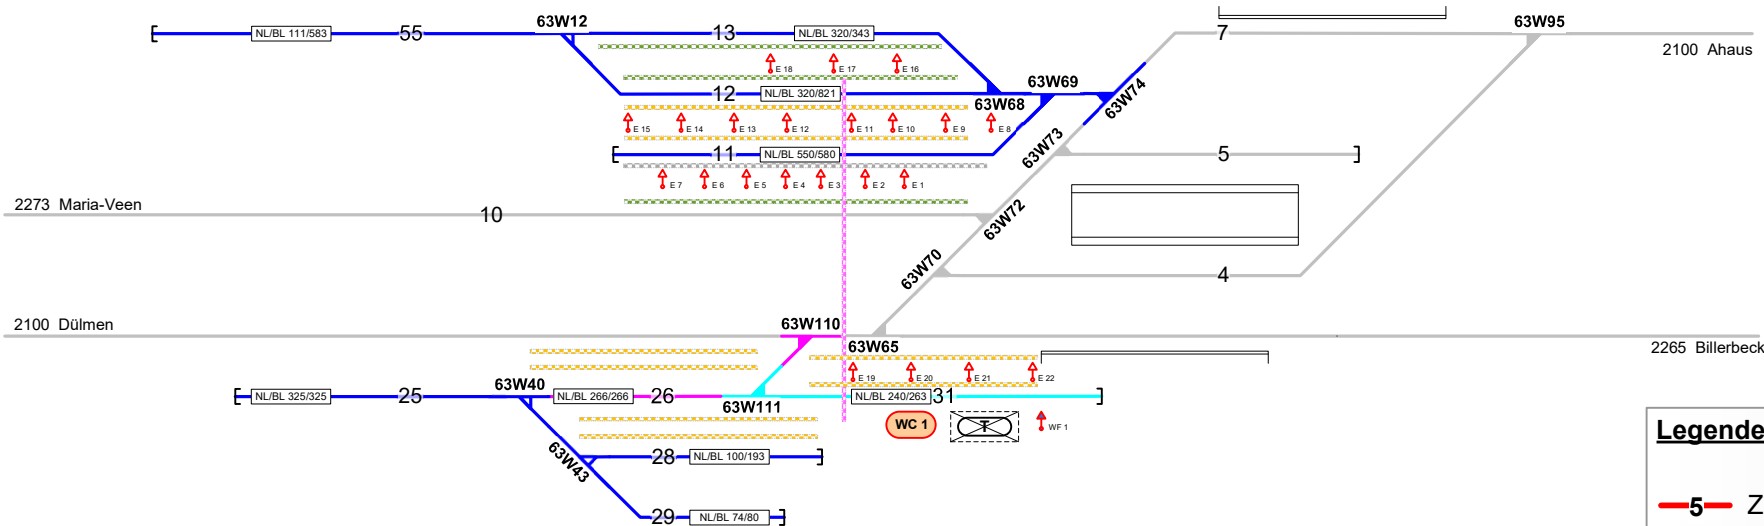 63W12
63W95
NL/BL 111/583
55
13
NL/BL 320/343
7
2100 Ahaus
E 18
E 17
E 16
63W69
63W74
12
NL/BL 320/821
63W68
E 15
E 14
E 13
E 12
E 11
E 10
E 9
E 8
63W73
11
NL/BL 550/580
5
E 7
E 6
E 5
E 4
E 3
E 2
E 1
2273 Maria-Veen
10
63W72
63W70
4
2100 Dülmen
63W110
63W65
2265 Billerbeck
E 19
E 20
E 21
E 22
63W40
NL/BL 325/325
25
NL/BL 266/266
26
63W111
NL/BL 240/263
31
WC 1
T
WF 1
Legende
63W43
28
NL/BL 100/193
5
Z
29
NL/BL 74/80